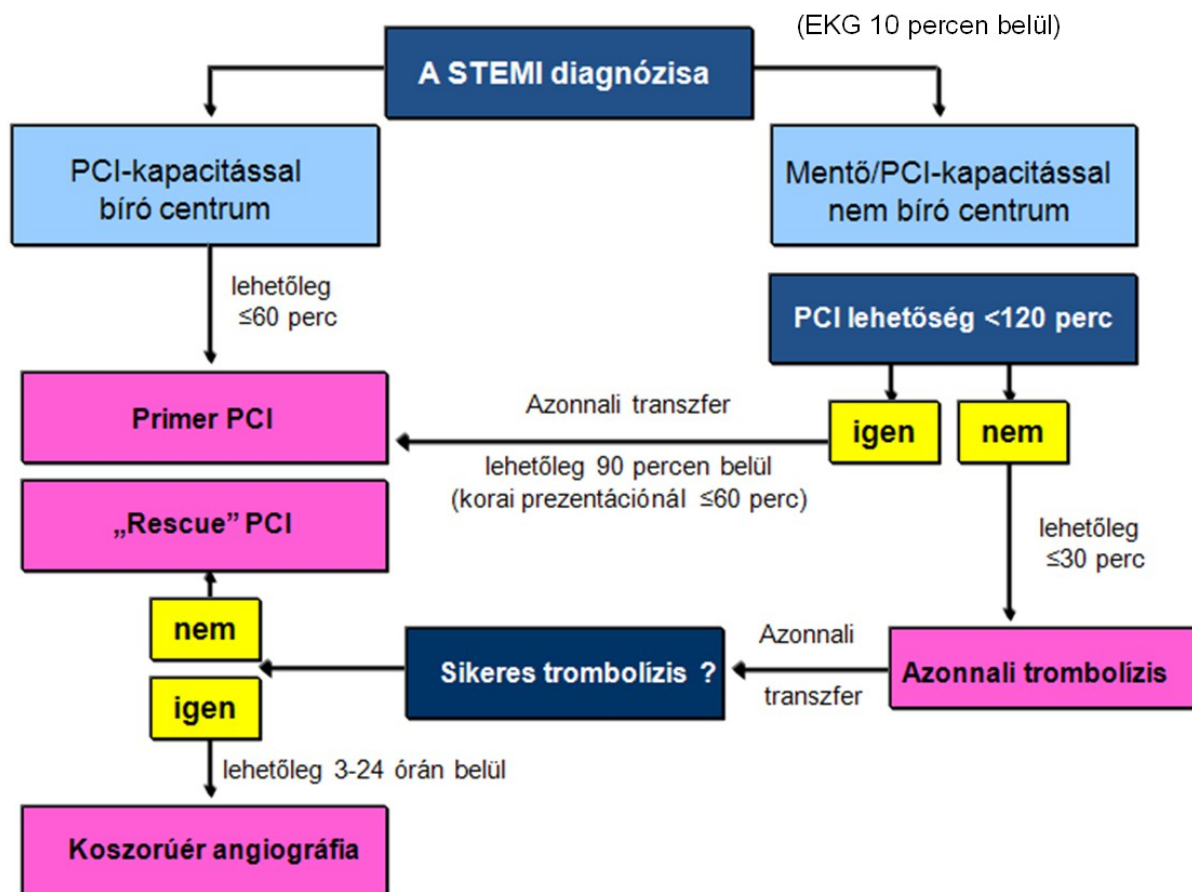 (EKG 10 percen belül)
A STEMI diagnózisa
PCI-kapacitással
bíró centrum
Mentő/PCI-kapacitással
nem bíró centrum
lehetőleg
≤60 perc
PCI lehetőség <120 perc
igen
nem
Azonnali transzfer
Primer PCI
lehetőleg 90 percen belül
(korai prezentációnál ≤60 perc)
„Rescue” PCI
lehetőleg
≤30 perc
nem
igen
Sikeres trombolízis ?
Azonnali
transzfer
Azonnali trombolízis
lehetőleg 3-24 órán belül
Koszorúér angiográfia